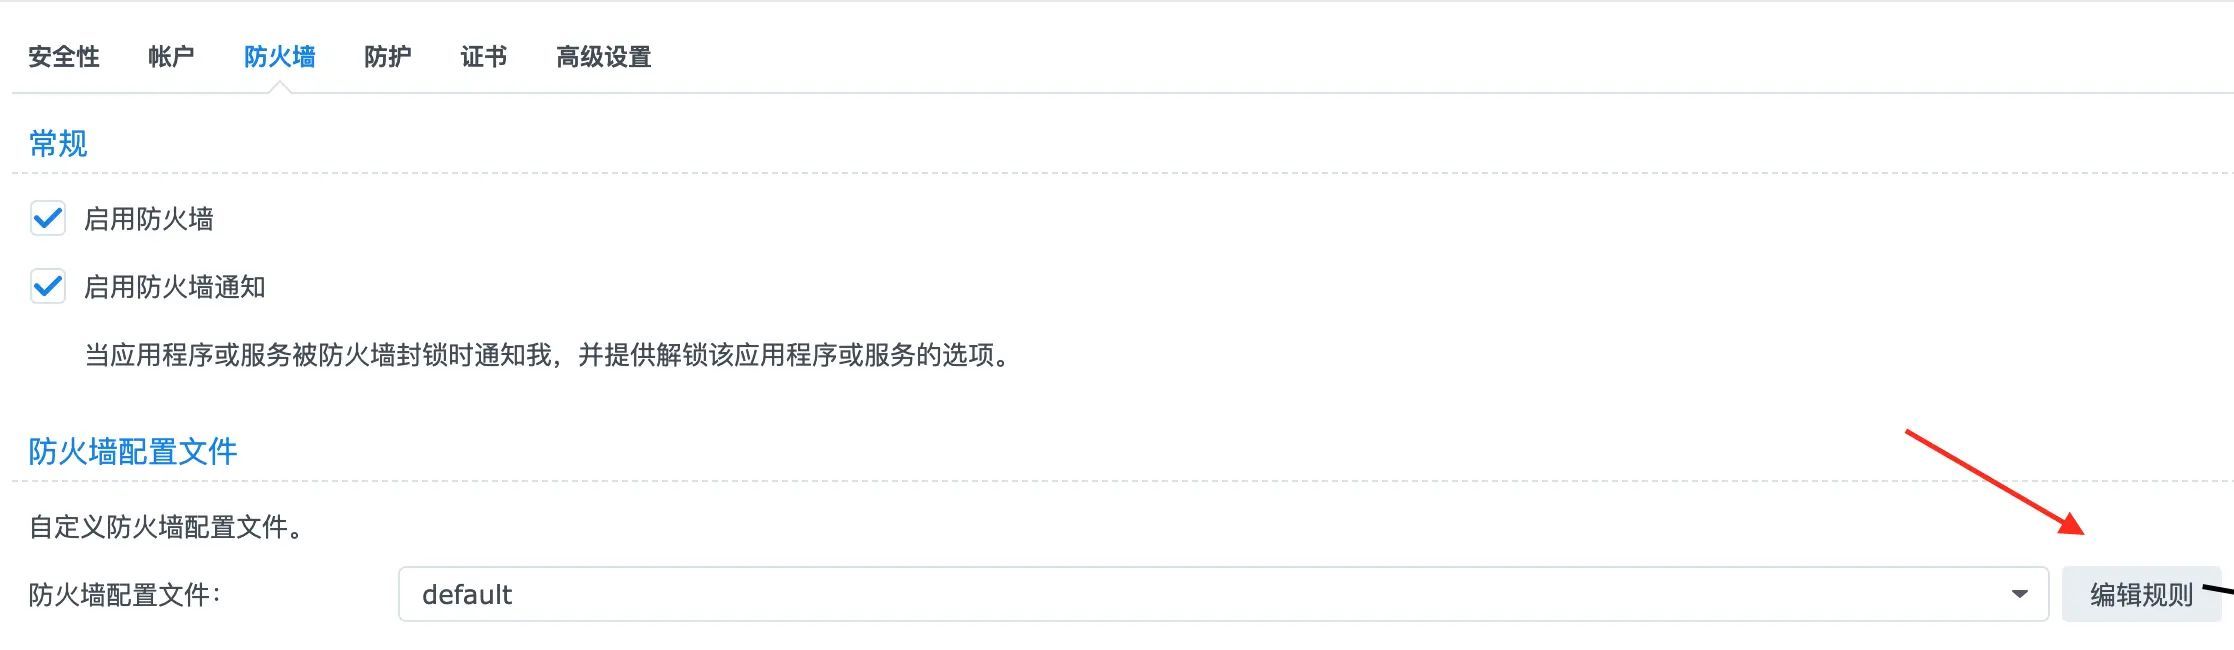 安全性 帐户 防火墙 防护 证书 高级设置
常规
启用防火墙
启用防火墙通知
当应用程序或服务被防火墙封锁时通知我，并提供解锁该应用程序或服务的选项。
防火墙配置文件
自定义防火墙配置文件。
防火墙配置文件： default 编辑规则